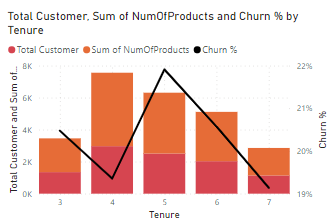 Total Customer, Sum of NumOfProducts and Churn % by
Tenure
Total Customer Sum of NumOfProducts Churn %
8K
6K
4K
2K
0K
Total Customer and Sum of...
22%
21%
20%
19%
Churn %
3 4 5 6 7
Tenure